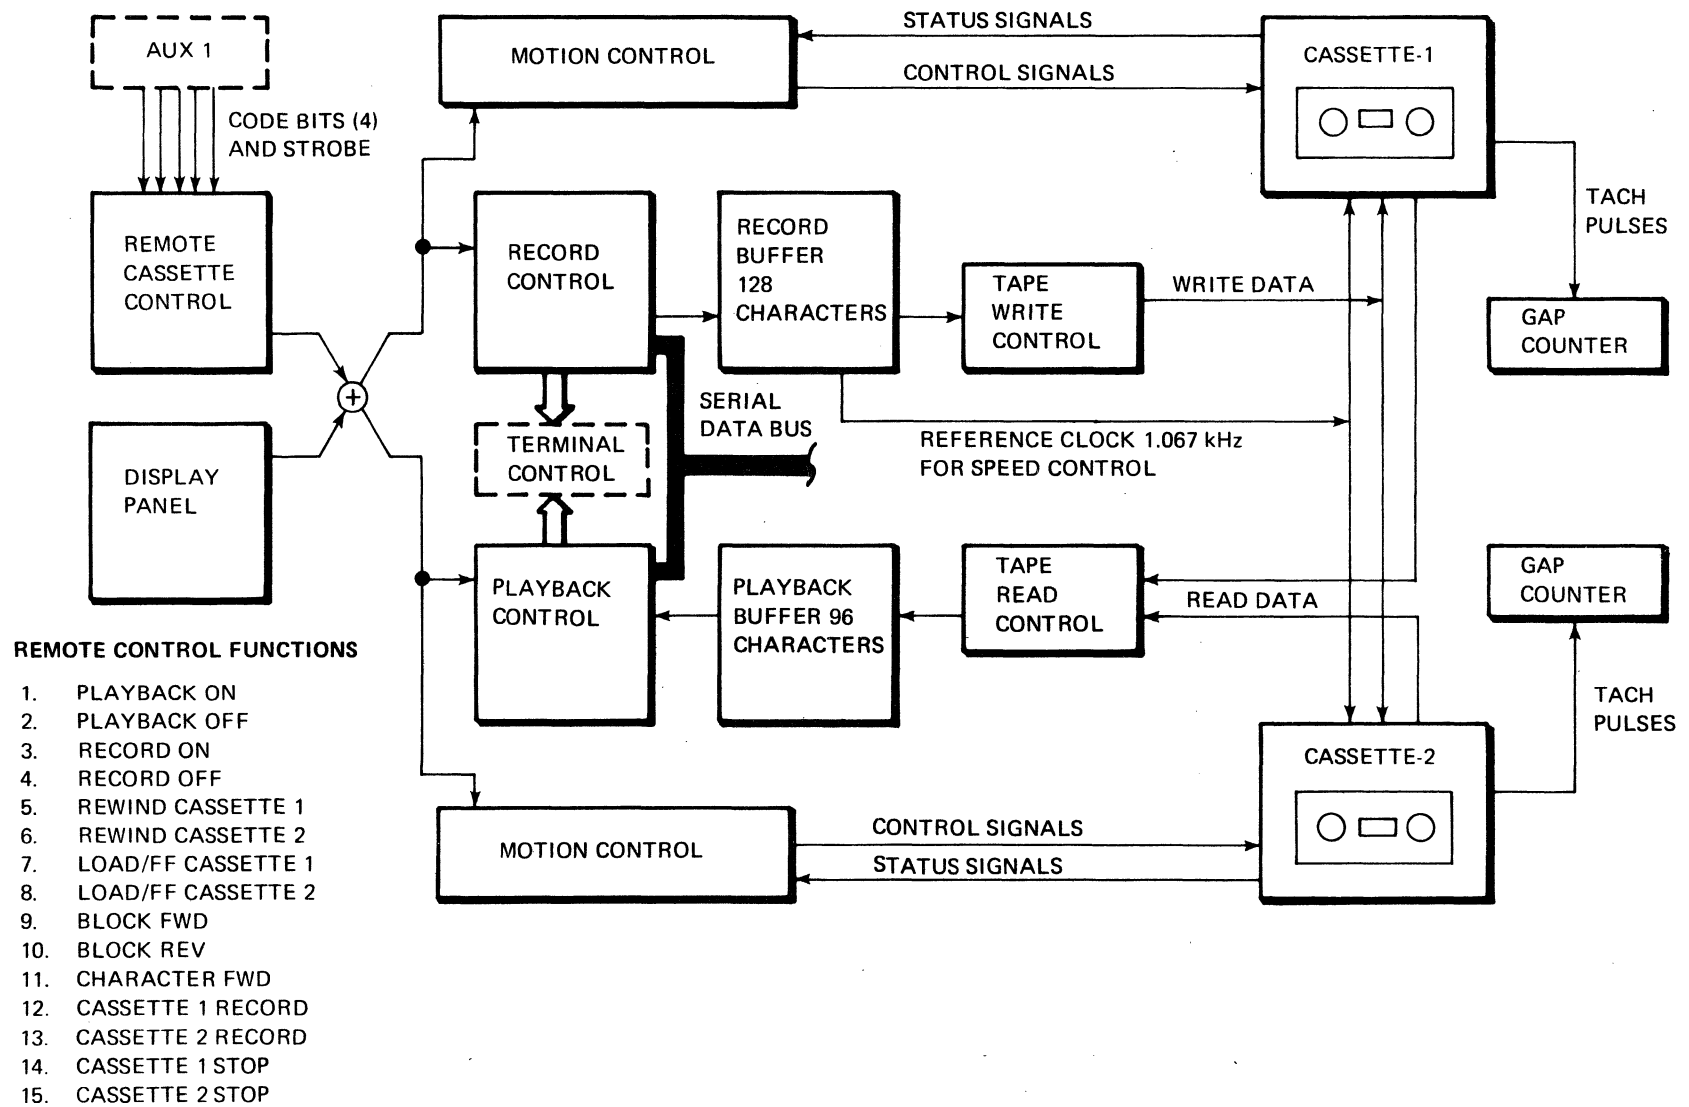 AUX 1
CODE BITS (4)
AND STROBE
REMOTE
CASSETTE
CONTROL
DISPLAY
PANEL
MOTION CONTROL
STATUS SIGNALS
CONTROL SIGNALS
CASSETTE-1
TACH
PULSES
GAP
COUNTER
RECORD
CONTROL
RECORD
BUFFER
128
CHARACTERS
TAPE
WRITE
CONTROL
WRITE DATA
+
TERMINAL
CONTROL
SERIAL
DATA BUS
REFERENCE CLOCK 1.067 kHz
FOR SPEED CONTROL
PLAYBACK
CONTROL
PLAYBACK
BUFFER 96
CHARACTERS
TAPE
READ
CONTROL
READ DATA
GAP
COUNTER
TACH
PULSES
CASSETTE-2
MOTION CONTROL
CONTROL SIGNALS
STATUS SIGNALS
REMOTE CONTROL FUNCTIONS
1. PLAYBACK ON
2. PLAYBACK OFF
3. RECORD ON
4. RECORD OFF
5. REWIND CASSETTE 1
6. REWIND CASSETTE 2
7. LOAD/FF CASSETTE 1
8. LOAD/FF CASSETTE 2
9. BLOCK FWD
10. BLOCK REV
11. CHARACTER FWD
12. CASSETTE 1 RECORD
13. CASSETTE 2 RECORD
14. CASSETTE 1 STOP
15. CASSETTE 2 STOP